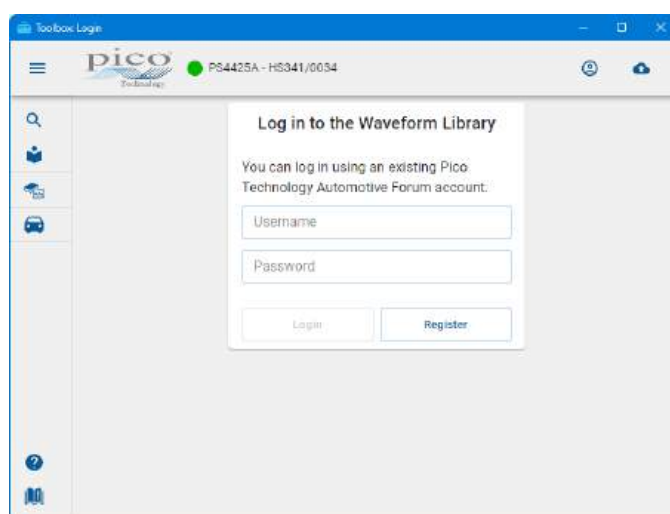 Toolbox Login
pico
Technology
PS4425A - HS341/0034
Log in to the Waveform Library
You can log in using an existing Pico
Technology Automotive Forum account.
Username
Password
Login
Register